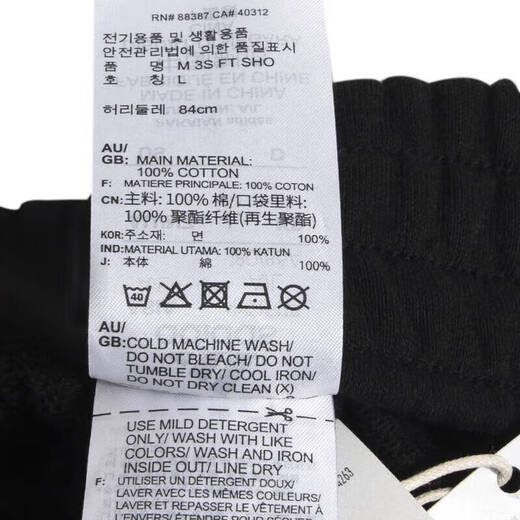 RN# 88387 CA# 40312
전기용품 및 생활용품
안전관리법에 의한 품질표시
품 명 M 3S FT SHO
호 칭 L
허리둘레 84cm
AU/
GB: MAIN MATERIAL:
100% COTTON
F: MATIERE PRINCIPALE: 100% COTON
CN: 主料: 100% 棉/口袋里料:
100% 聚酯纤维(再生聚酯)
KOR: 주소재: 면 100%
IND: MATERIAL UTAMA: 100% KATUN
J: 本体 綿 100%
40
AU/
GB: COLD MACHINE WASH/
DO NOT BLEACH/ DO NOT
TUMBLE DRY/ COOL IRON/
DO NOT DRY CLEAN (X)
USE MILD DETERGENT
ONLY/ WASH WITH LIKE
COLORS/ WASH AND IRON
INSIDE OUT/ LINE DRY
F: UTILISER UN DÉTERGENT DOUX/
LAVER AVEC LES MÊMES COULEURS/
LAVER ET REPASSER LE VÊTEMENT
À L'ENVERS/ ÉTENDRE POUR